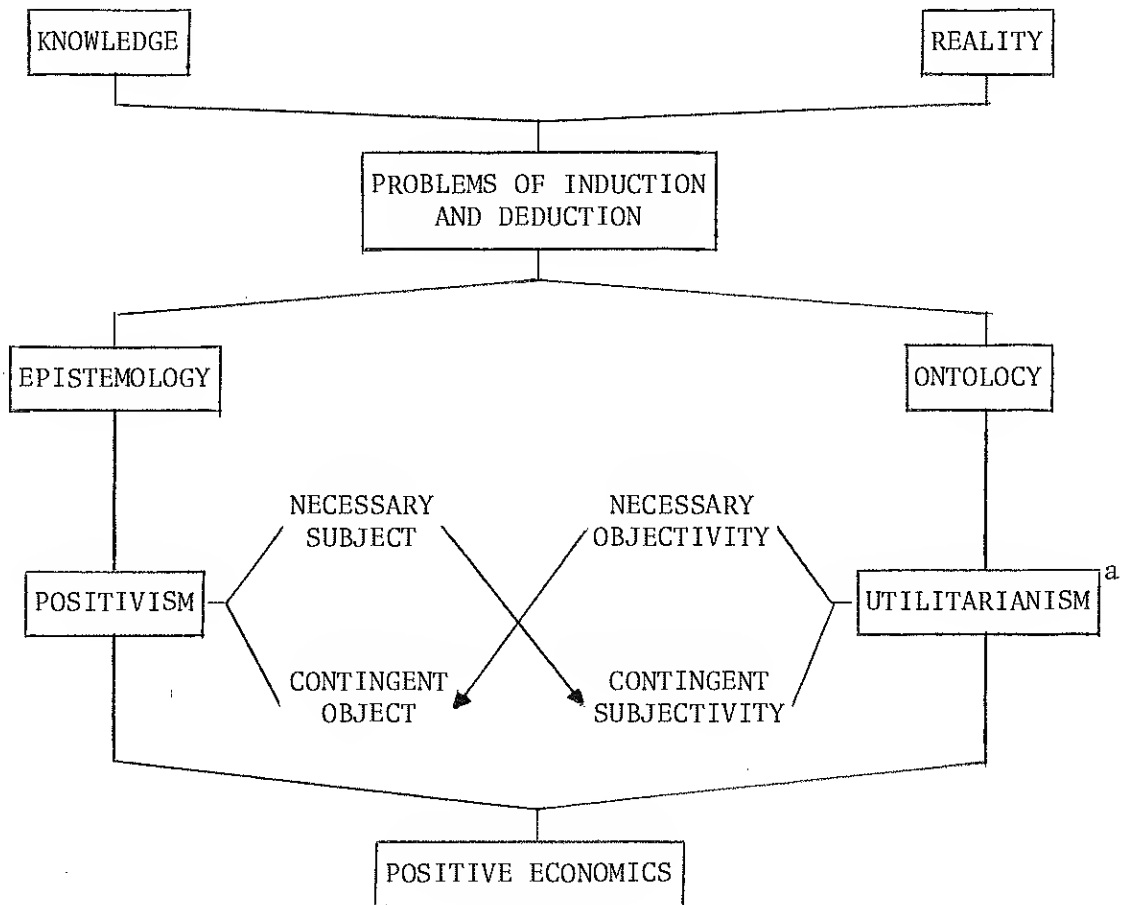 KNOWLEDGE
REALITY
PROBLEMS OF INDUCTION
AND DEDUCTION
EPISTEMOLOGY
ONTOLOCY
NECESSARY
SUBJECT
NECESSARY
OBJECTIVITY
POSITIVISM
UTILITARIANISM a
CONTINGENT
OBJECT
CONTINGENT
SUBJECTIVITY
POSITIVE ECONOMICS